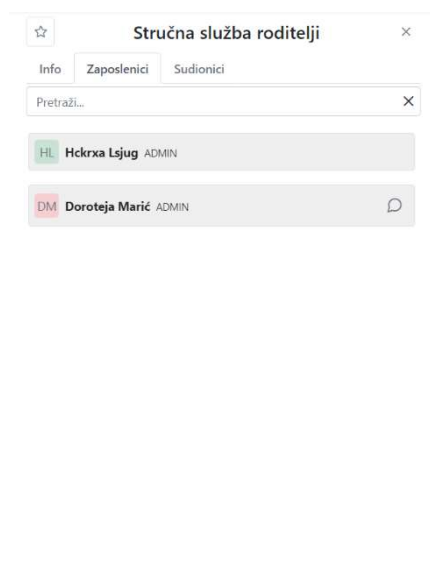 Stručna služba roditelji
Info Zaposlenici Sudionici
Pretraži...
HL Hckrxa Lsjug ADMIN
DM Doroteja Marić ADMIN